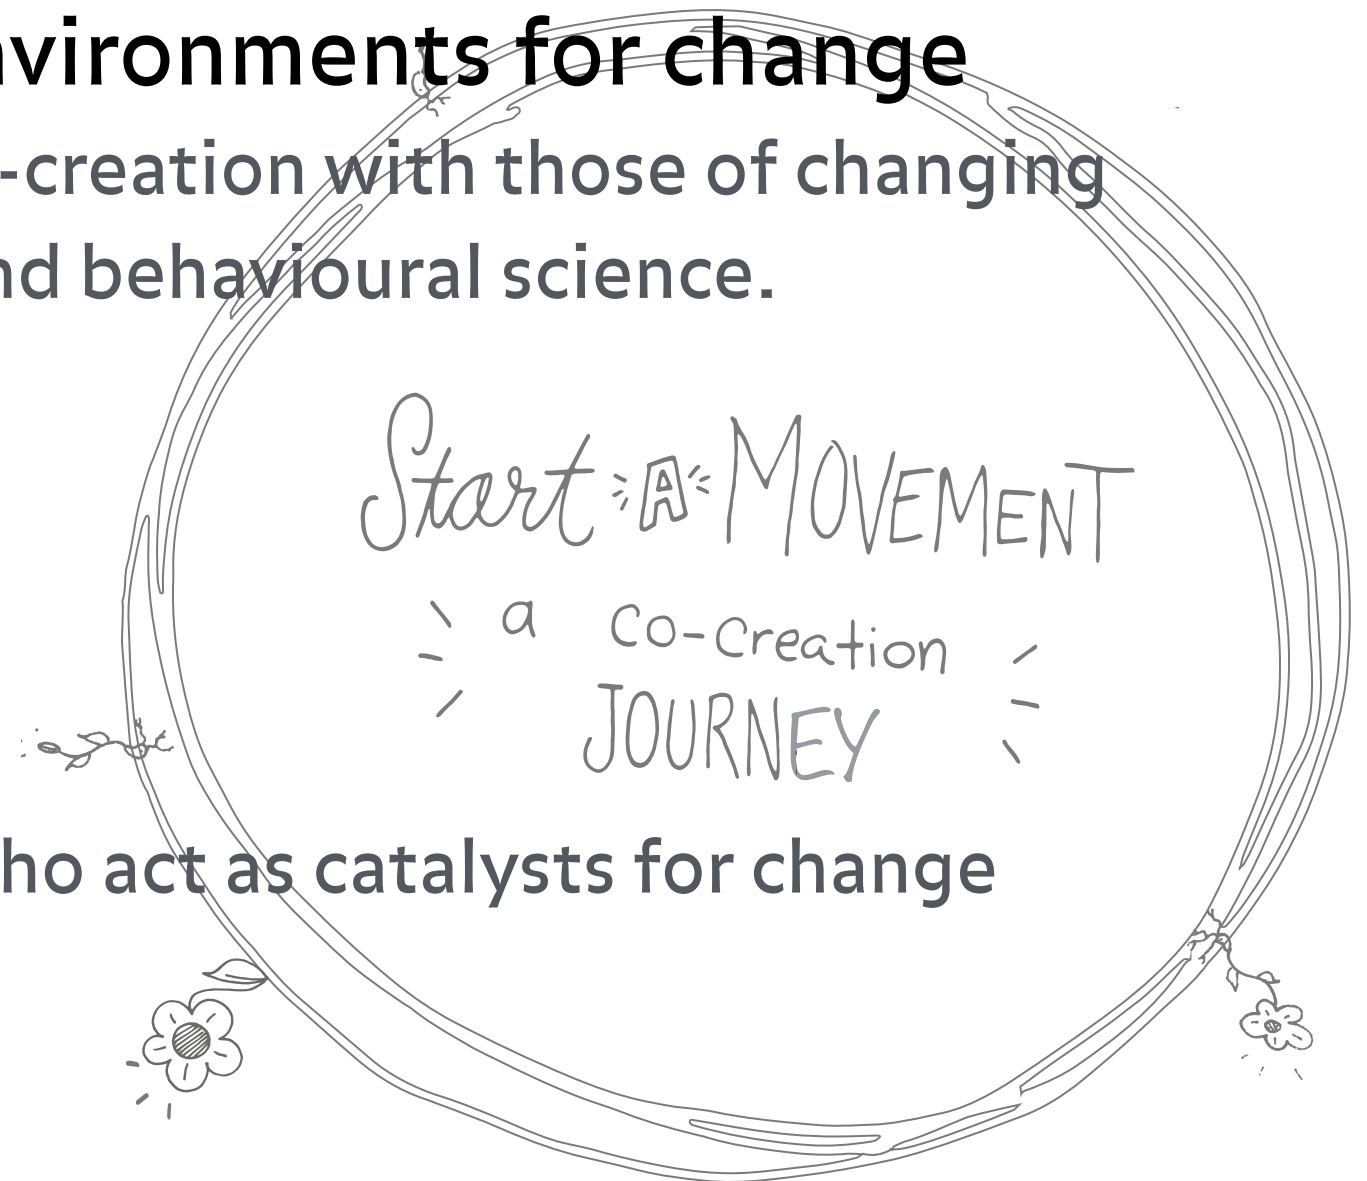 nvironments for change
-creation with those of changing
nd behavioural science.
Start A MOVEMENT
a co-creation
JOURNEY
ho act as catalysts for change